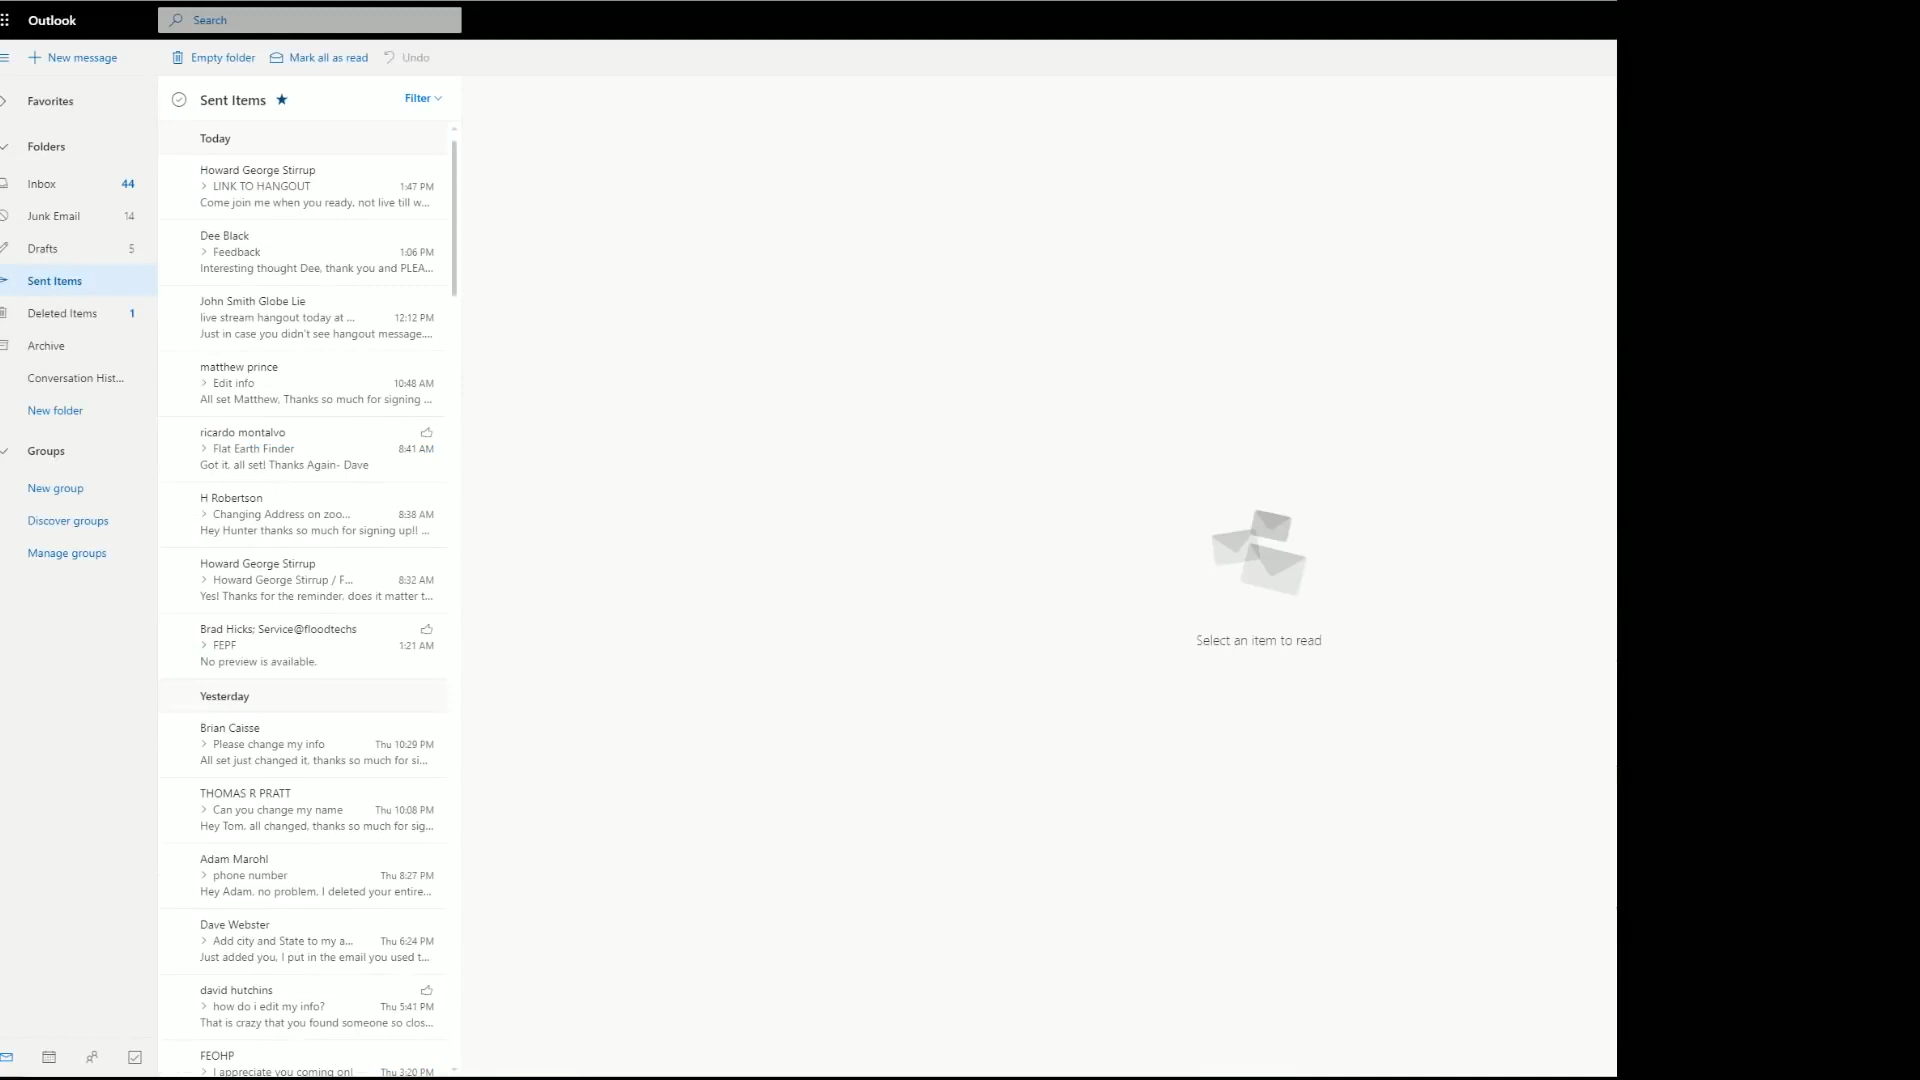 Outlook
Search
New message
Empty folder
Mark all as read
Undo
Favorites
Folders
Inbox 44
Junk Email 14
Drafts 5
Sent Items
Deleted Items 1
Archive
Conversation Hist...
New folder
Groups
New group
Discover groups
Manage groups
Sent Items
Filter
Today
Howard George Stirrup
LINK TO HANGOUT 1:47 PM
Come join me when you ready, not live till w...
Dee Black
Feedback 1:06 PM
Interesting thought Dee, thank you and PLEA...
John Smith Globe Lie
live stream hangout today at ... 12:12 PM
Just in case you didn't see hangout message....
matthew prince
Edit info 10:48 AM
All set Matthew, Thanks so much for signing ...
ricardo montalvo
Flat Earth Finder 8:41 AM
Got it, all set! Thanks Again- Dave
H Robertson
Changing Address on zoo... 8:38 AM
Hey Hunter thanks so much for signing up!! ...
Howard George Stirrup
Howard George Stirrup / F... 8:32 AM
Yes! Thanks for the reminder, does it matter t...
Brad Hicks; Service@floodtechs
FEPF 1:21 AM
No preview is available.
Yesterday
Brian Caisse
Please change my info Thu 10:29 PM
All set just changed it, thanks so much for si...
THOMAS R PRATT
Can you change my name Thu 10:08 PM
Hey Tom, all changed, thanks so much for sig...
Adam Marohl
phone number Thu 8:27 PM
Hey Adam, no problem, I deleted your entire...
Dave Webster
Add city and State to my a... Thu 6:24 PM
Just added you, I put in the email you used t...
david hutchins
how do i edit my info? Thu 5:41 PM
That is crazy that you found someone so clos...
FEOHP
I appreciate you coming on! Thu 3:20 PM
Select an item to read